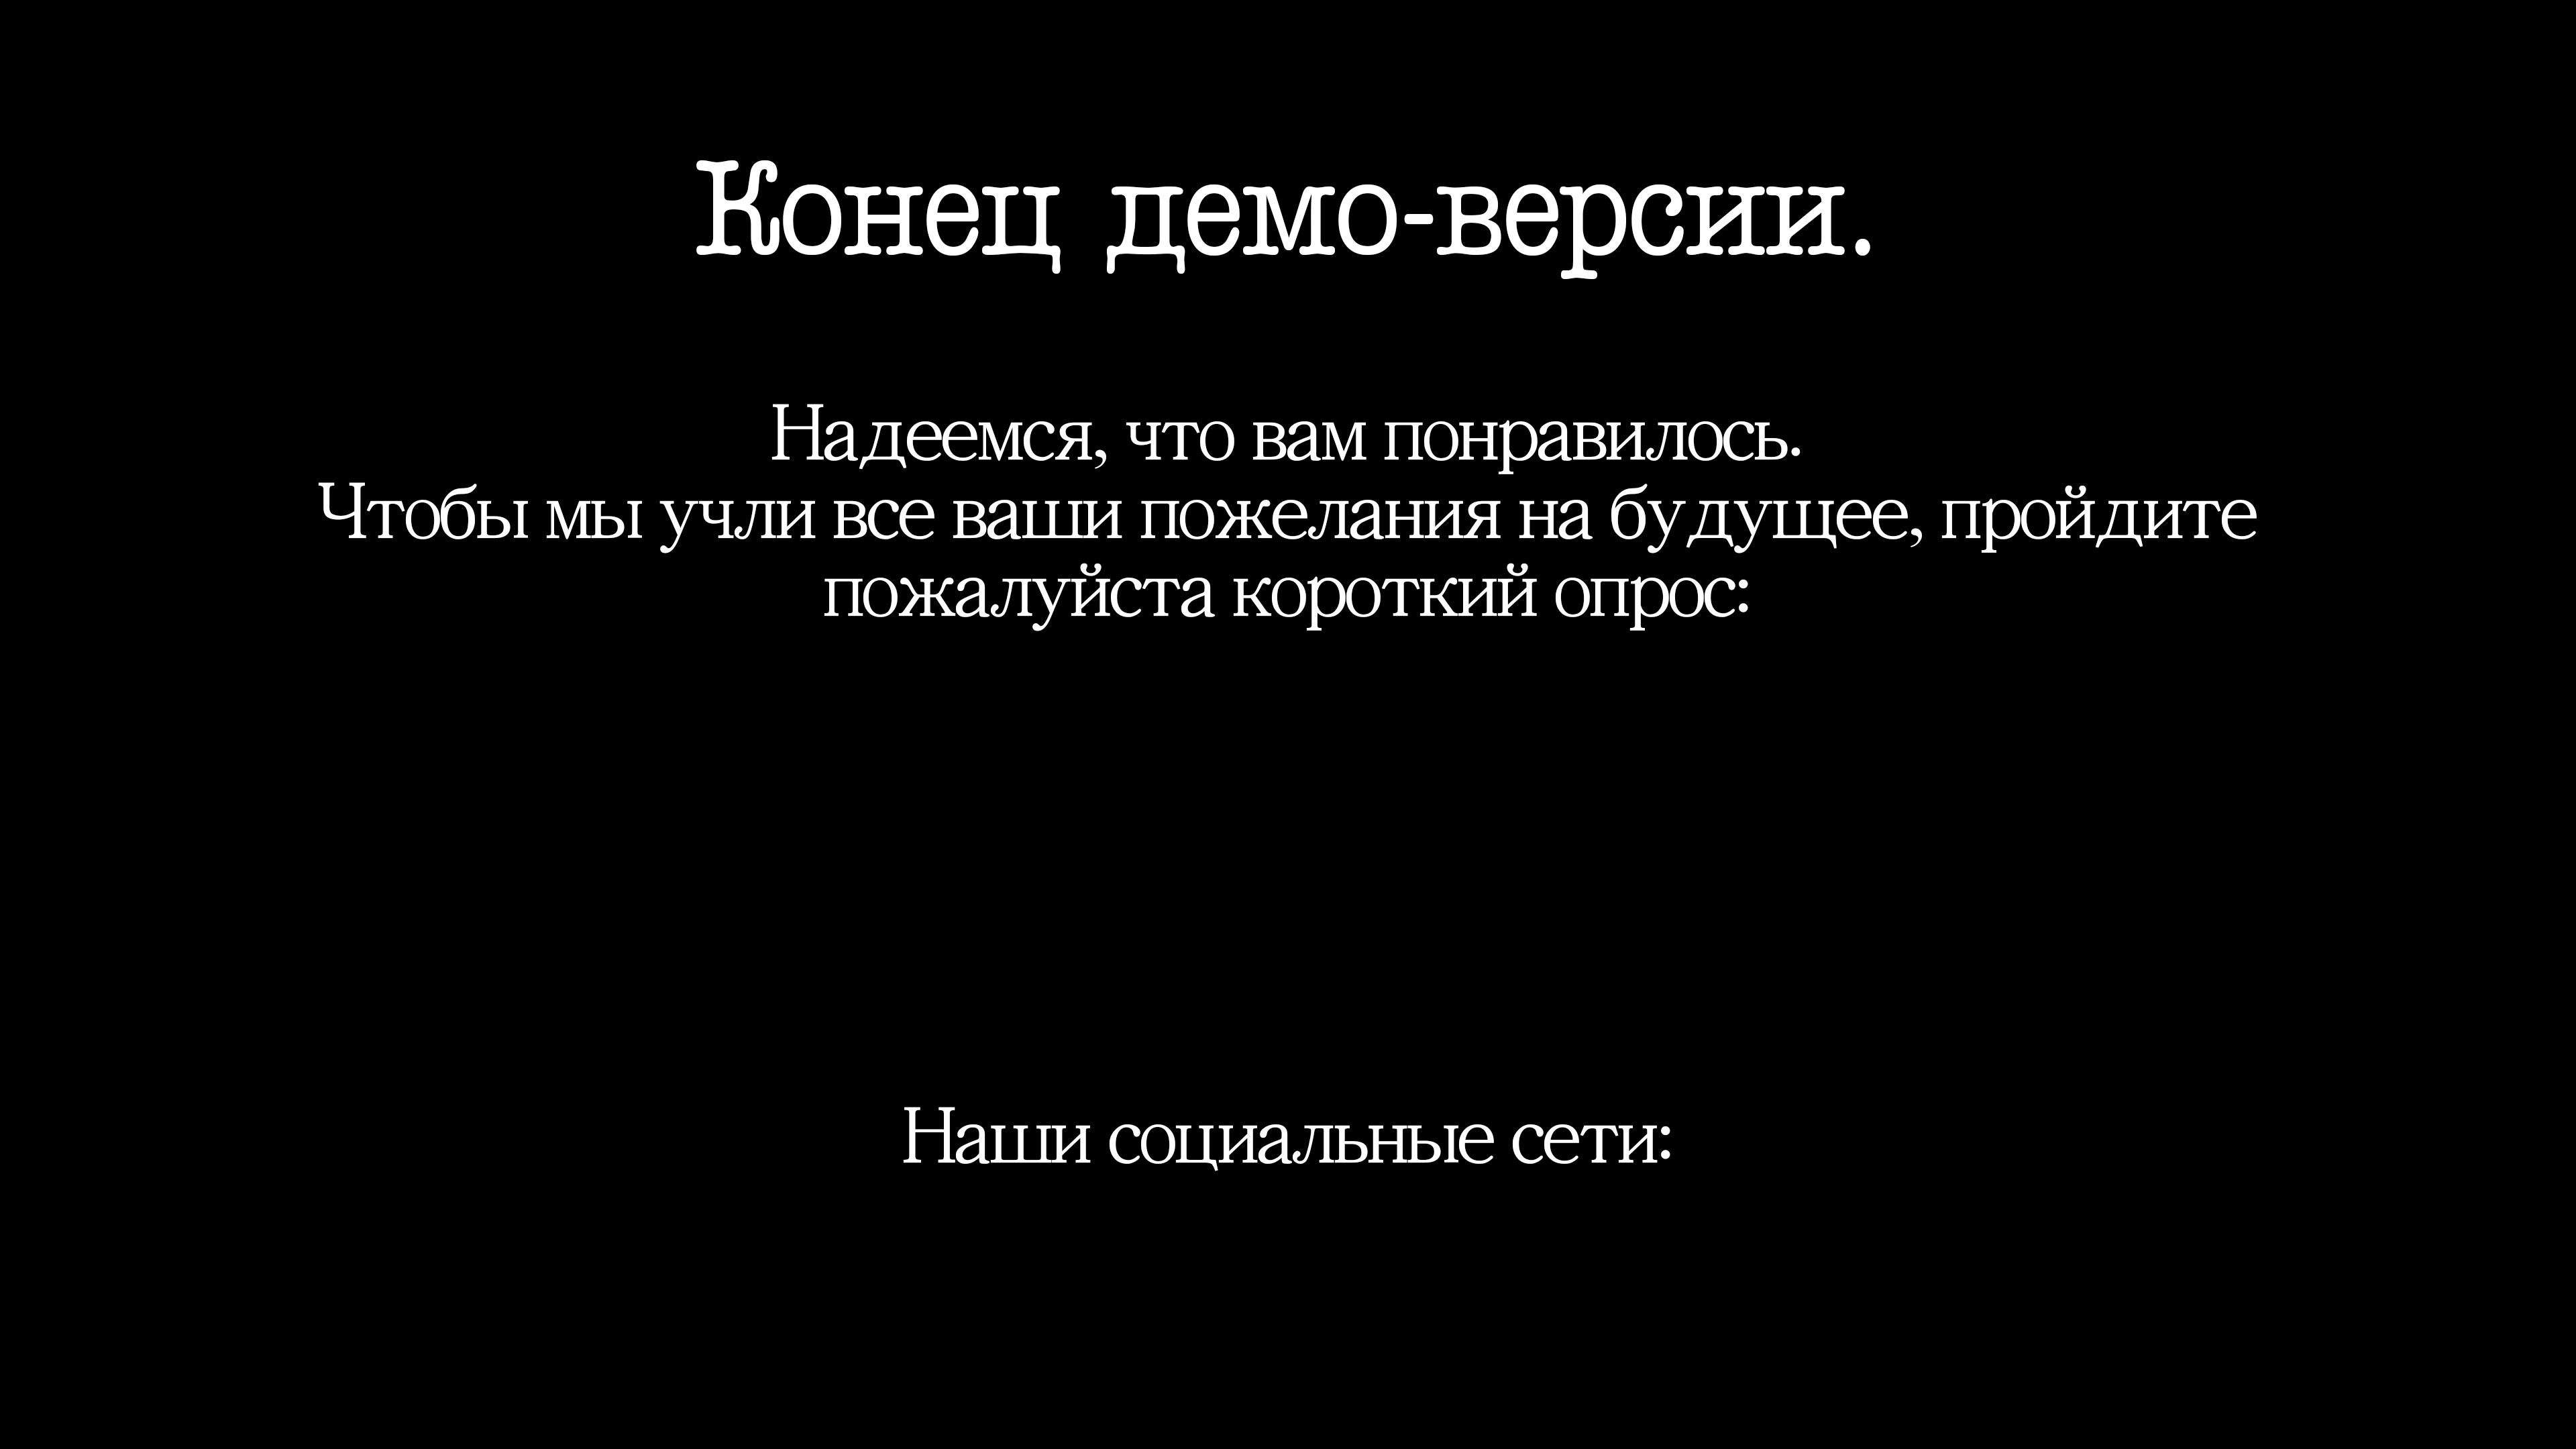 Конец демо-версии.
Надеемся, что вам понравилось.
Чтобы мы учли все ваши пожелания на будущее, пройдите
пожалуйста короткий опрос:
Наши социальные сети: